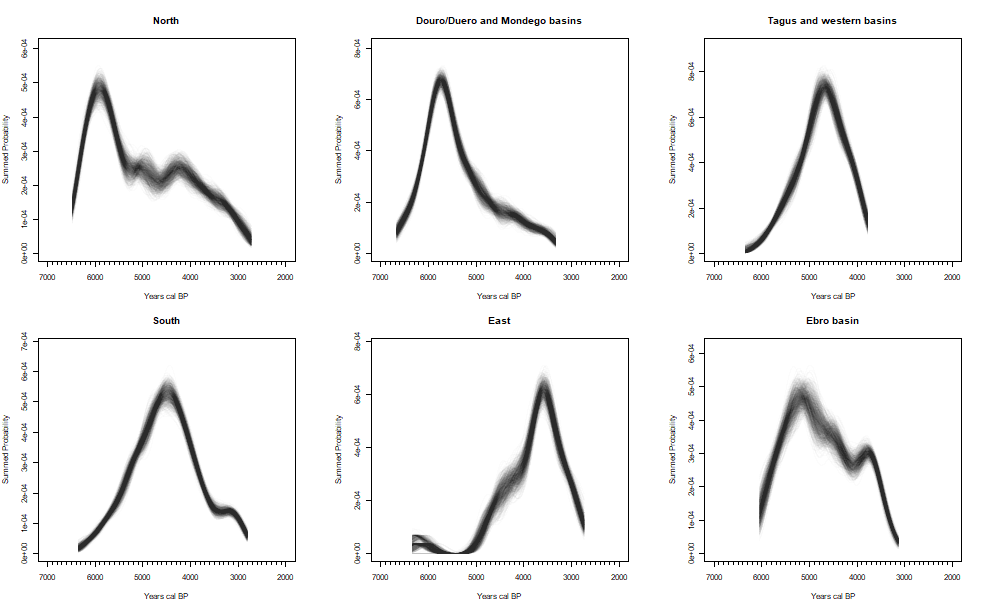 North
Douro/Duero and Mondego basins
Tagus and western basins
Summed Probability
0e+00 1e-04 2e-04 3e-04 4e-04 5e-04 6e-04
7000 6000 5000 4000 3000 2000
Years cal BP
Summed Probability
0e+00 2e-04 4e-04 6e-04 8e-04
7000 6000 5000 4000 3000 2000
Years cal BP
Summed Probability
0e+00 2e-04 4e-04 6e-04 8e-04
7000 6000 5000 4000 3000 2000
Years cal BP
South
East
Ebro basin
Summed Probability
0e+00 1e-04 2e-04 3e-04 4e-04 5e-04 6e-04 7e-04
7000 6000 5000 4000 3000 2000
Years cal BP
Summed Probability
0e+00 2e-04 4e-04 6e-04 8e-04
7000 6000 5000 4000 3000 2000
Years cal BP
Summed Probability
0e+00 1e-04 2e-04 3e-04 4e-04 5e-04 6e-04
7000 6000 5000 4000 3000 2000
Years cal BP